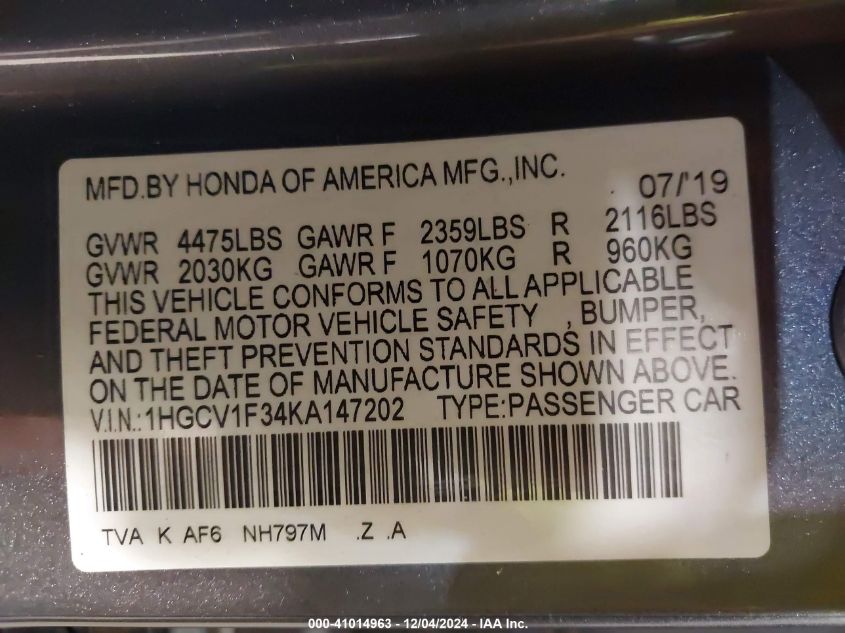 MFD.BY HONDA OF AMERICA MFG.,INC. 07/'19
GVWR 4475LBS GAWR F 2359LBS R 2116LBS
GVWR 2030KG GAWR F 1070KG R 960KG
THIS VEHICLE CONFORMS TO ALL APPLICABLE
FEDERAL MOTOR VEHICLE SAFETY , BUMPER,
AND THEFT PREVENTION STANDARDS IN EFFECT
ON THE DATE OF MANUFACTURE SHOWN ABOVE.
V.I.N.:1HGCV1F34KA147202 TYPE:PASSENGER CAR
TVA K AF6 NH797M .Z .A
000-41014963 - 12/04/2024 - IAA Inc.